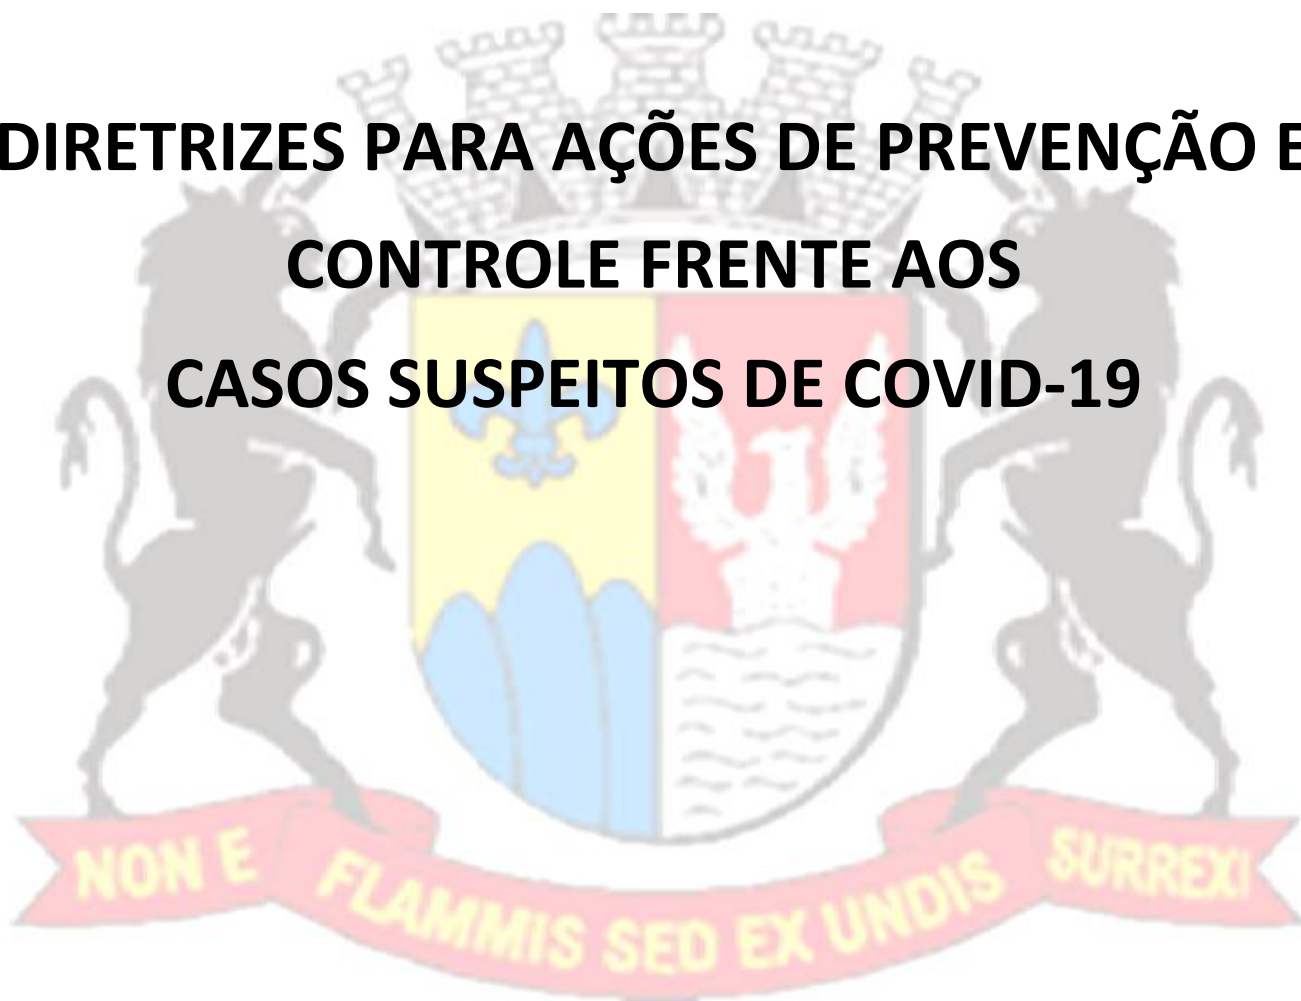 DIRETRIZES PARA AÇÕES DE PREVENÇÃO E
CONTROLE FRENTE AOS
CASOS SUSPEITOS DE COVID-19
NON E FLAMMIS SED EX UNDIS SURREXI